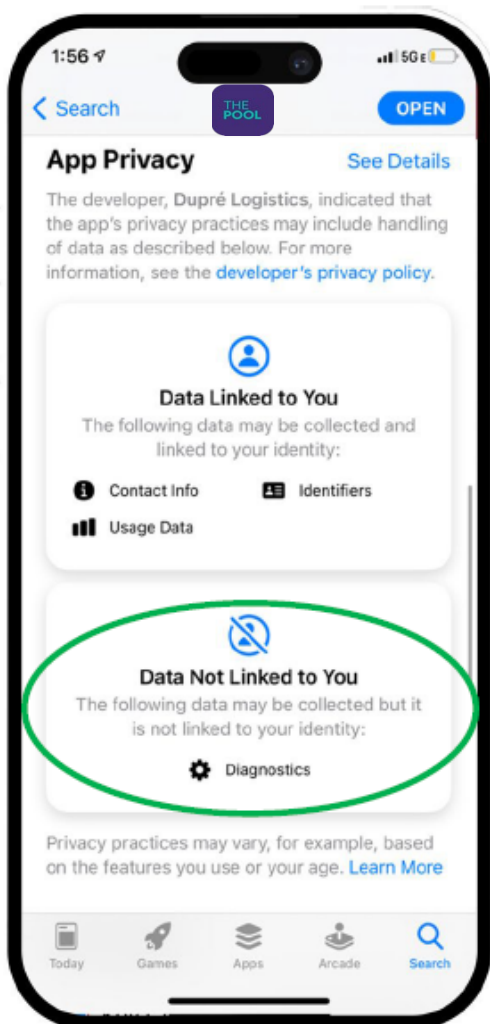 1:56
5G E
Search
THE
POOL
OPEN
App Privacy
See Details
The developer, Dupré Logistics, indicated that
the app's privacy practices may include handling
of data as described below. For more
information, see the developer's privacy policy.
Data Linked to You
The following data may be collected and
linked to your identity:
Contact Info
Identifiers
Usage Data
Data Not Linked to You
The following data may be collected but it
is not linked to your identity:
Diagnostics
Privacy practices may vary, for example, based
on the features you use or your age. Learn More
Today
Games
Apps
Arcade
Search